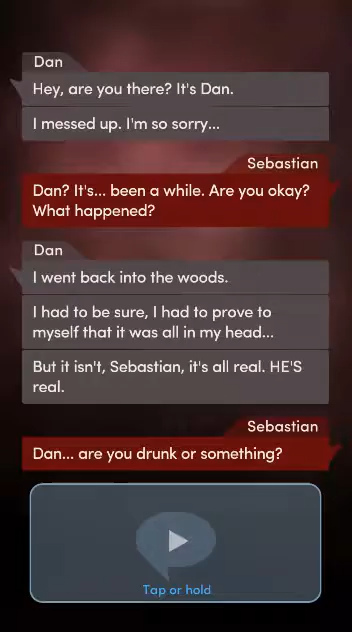 Dan
Hey, are you there? It's Dan.
I messed up. I'm so sorry...
Sebastian
Dan? It's... been a while. Are you okay?
What happened?
Dan
I went back into the woods.
I had to be sure, I had to prove to
myself that it was all in my head...
But it isn't, Sebastian, it's all real. HE'S
real.
Sebastian
Dan... are you drunk or something?
Tap or hold